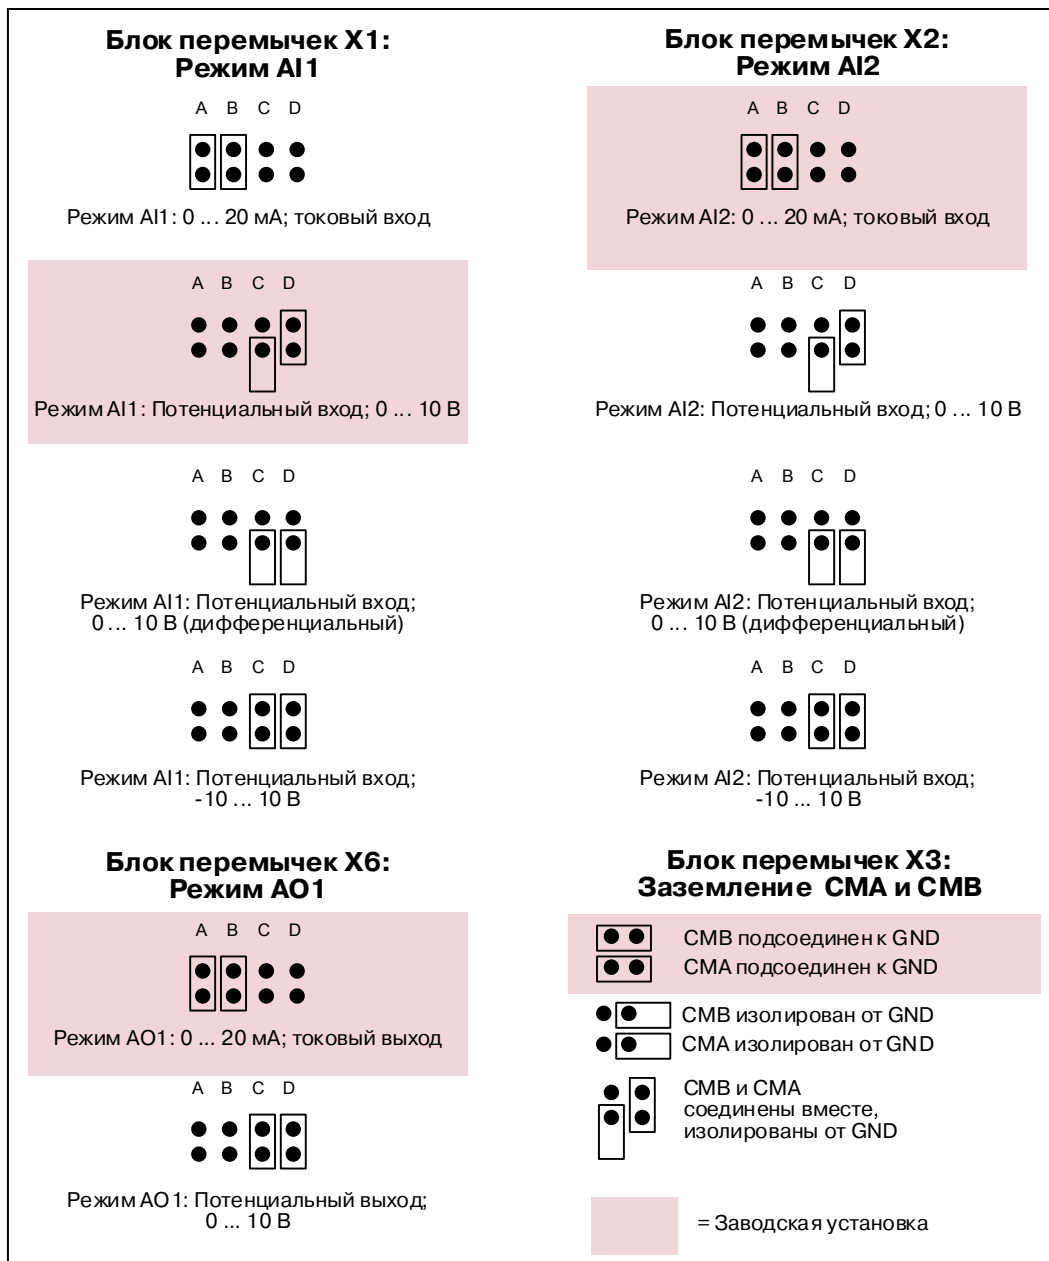 Блок перемычек X1:
Режим AI1
A B C D
Режим AI1: 0 ... 20 мА; токовый вход
A B C D
Режим AI1: Потенциальный вход; 0 ... 10 В
A B C D
Режим AI1: Потенциальный вход;
0 ... 10 В (дифференциальный)
A B C D
Режим AI1: Потенциальный вход;
-10 ... 10 В
Блок перемычек X2:
Режим AI2
A B C D
Режим AI2: 0 ... 20 мА; токовый вход
A B C D
Режим AI2: Потенциальный вход; 0 ... 10 В
A B C D
Режим AI2: Потенциальный вход;
0 ... 10 В (дифференциальный)
A B C D
Режим AI2: Потенциальный вход;
-10 ... 10 В
Блок перемычек X6:
Режим AO1
A B C D
Режим AO1: 0 ... 20 мА; токовый выход
A B C D
Режим AO1: Потенциальный выход;
0 ... 10 В
Блок перемычек X3:
Заземление CMA и CMB
CMB подсоединен к GND
CMA подсоединен к GND
CMB изолирован от GND
CMA изолирован от GND
CMB и CMA
соединены вместе,
изолированы от GND
= Заводская установка